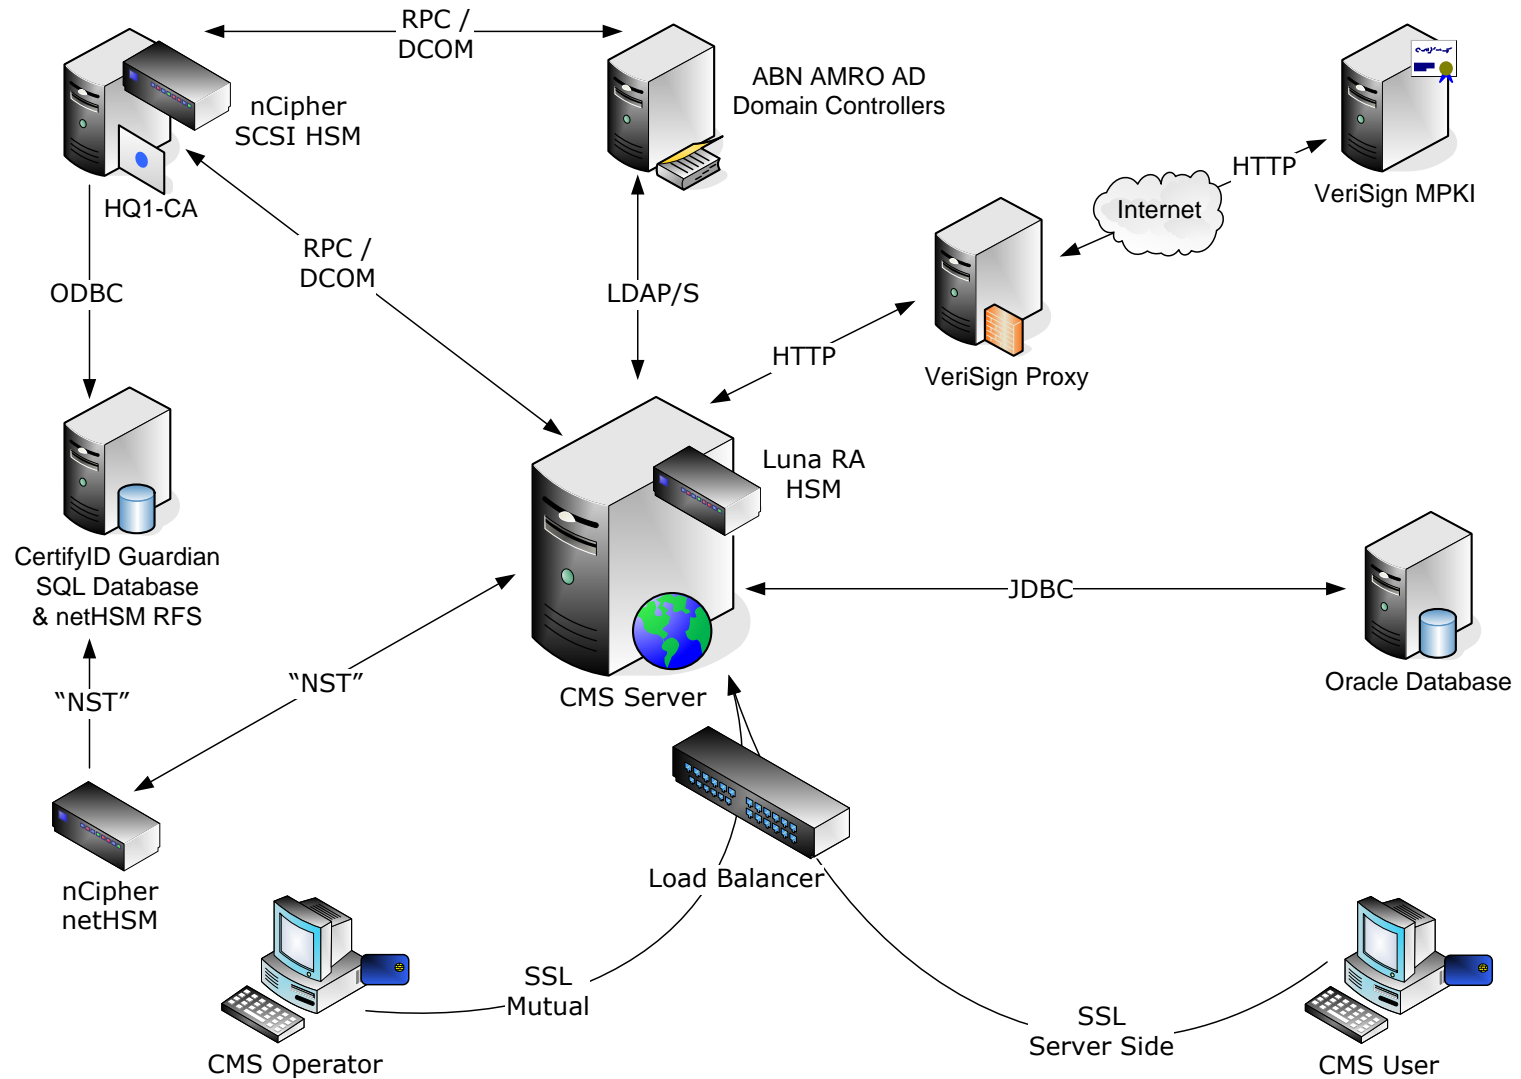 RPC /
DCOM
nCipher
SCSI HSM
HQ1-CA
ABN AMRO AD
Domain Controllers
HTTP
VeriSign MPKI
Internet
RPC /
DCOM
ODBC
LDAP/S
HTTP
VeriSign Proxy
Luna RA
HSM
CertifyID Guardian
SQL Database
& netHSM RFS
JDBC
"NST"
"NST"
CMS Server
Oracle Database
nCipher
netHSM
Load Balancer
SSL
Mutual
SSL
Server Side
CMS Operator
CMS User